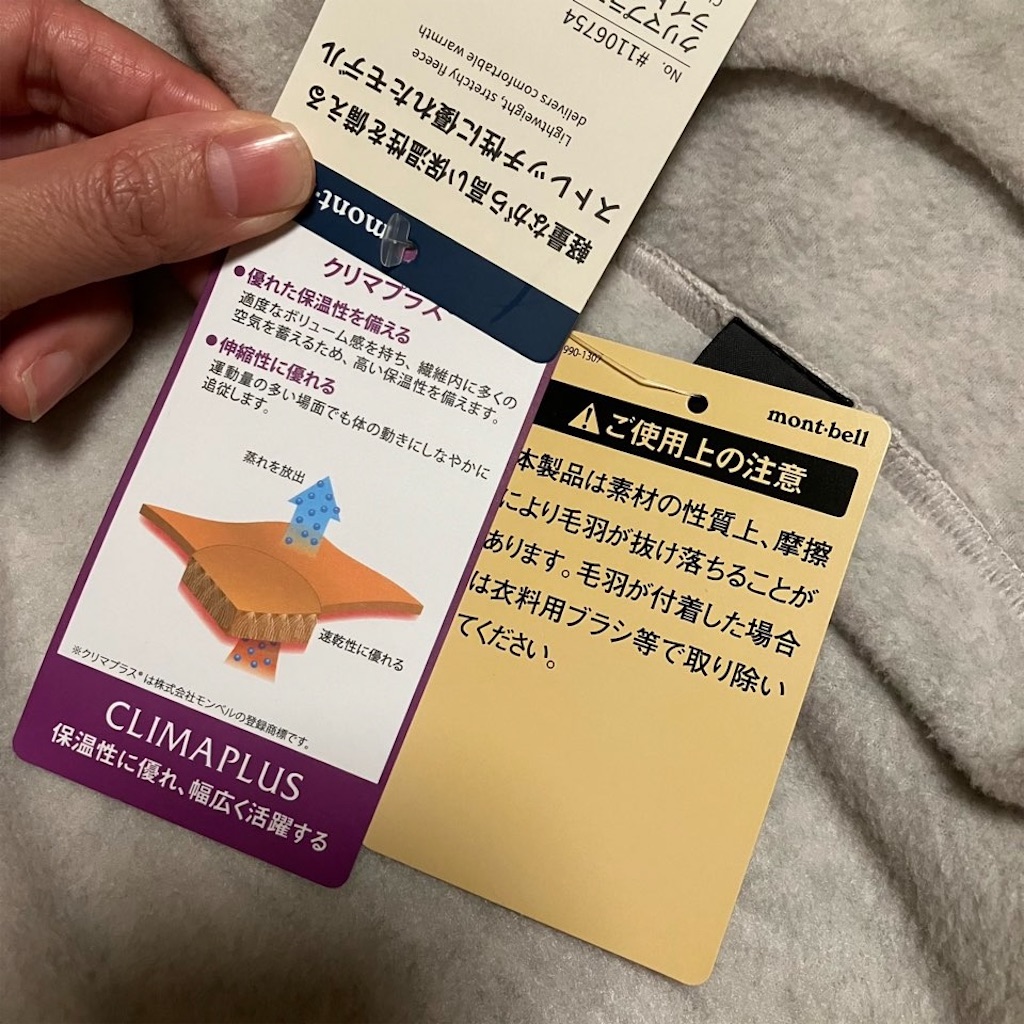 No. #1106754
クリマプラ
ライト
Lightweight, stretchy fleece
delivers comfortable warmth
軽量ながら高い保温性を備える
ストレッチ性に優れたモデル
mont
クリマプラス
●優れた保温性を備える
適度なボリューム感を持ち、繊維内に多くの
空気を蓄えるため、高い保温性を備えます。
●伸縮性に優れる
運動量の多い場面でも体の動きにしなやかに
追従します。
蒸れを放出
速乾性に優れる
※クリマプラス®は株式会社モンベルの登録商標です。
CLIMAPLUS
保温性に優れ、幅広く活躍する
990-1307
mont·bell
ご使用上の注意
本製品は素材の性質上、摩擦
により毛羽が抜け落ちることが
あります。毛羽が付着した場合
は衣料用ブラシ等で取り除い
てください。